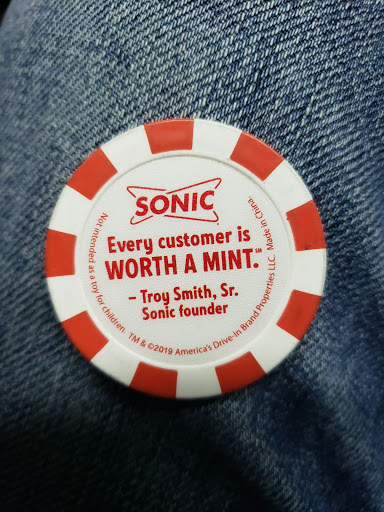 SONIC
Every customer is
WORTH A MINT.℠
– Troy Smith, Sr.
Sonic founder
Not intended as a toy for children. TM & ©2019 America's Drive-In Brand Properties LLC. Made in China.